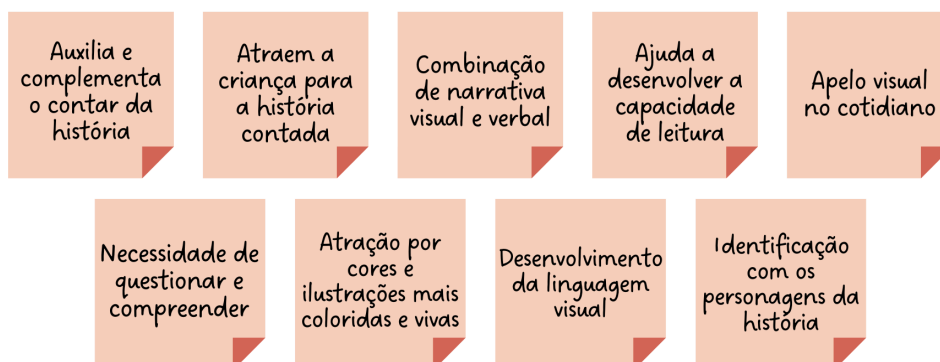 Auxilia e
complementa
o contar da
história
Atraem a
criança para
a história
contada
Combinação
de narrativa
visual e verbal
Ajuda a
desenvolver a
capacidade
de leitura
Apelo visual
no cotidiano
Necessidade de
questionar e
compreender
Atração por
cores e
ilustrações mais
coloridas e vivas
Desenvolvimento
da linguagem
visual
Identificação
com os
personagens da
história